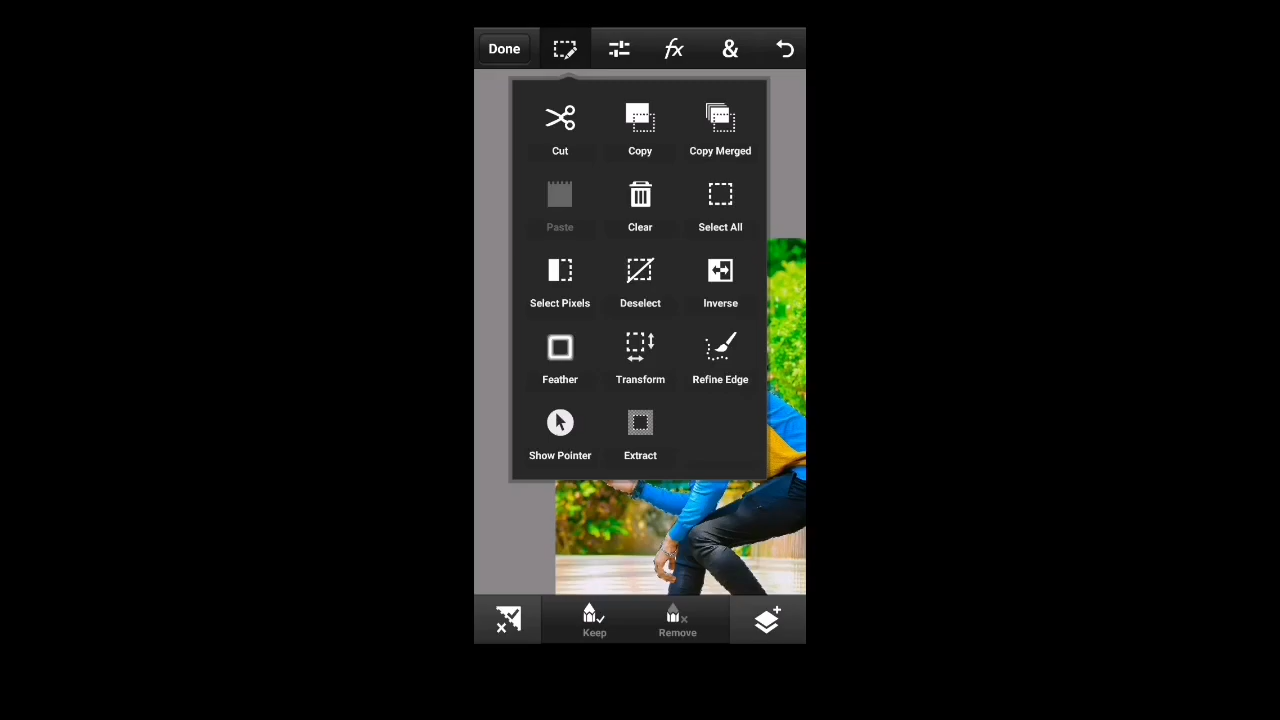 Done fx &
Cut Copy Copy Merged
Paste Clear Select All
Select Pixels Deselect Inverse
Feather Transform Refine Edge
Show Pointer Extract
Keep Remove